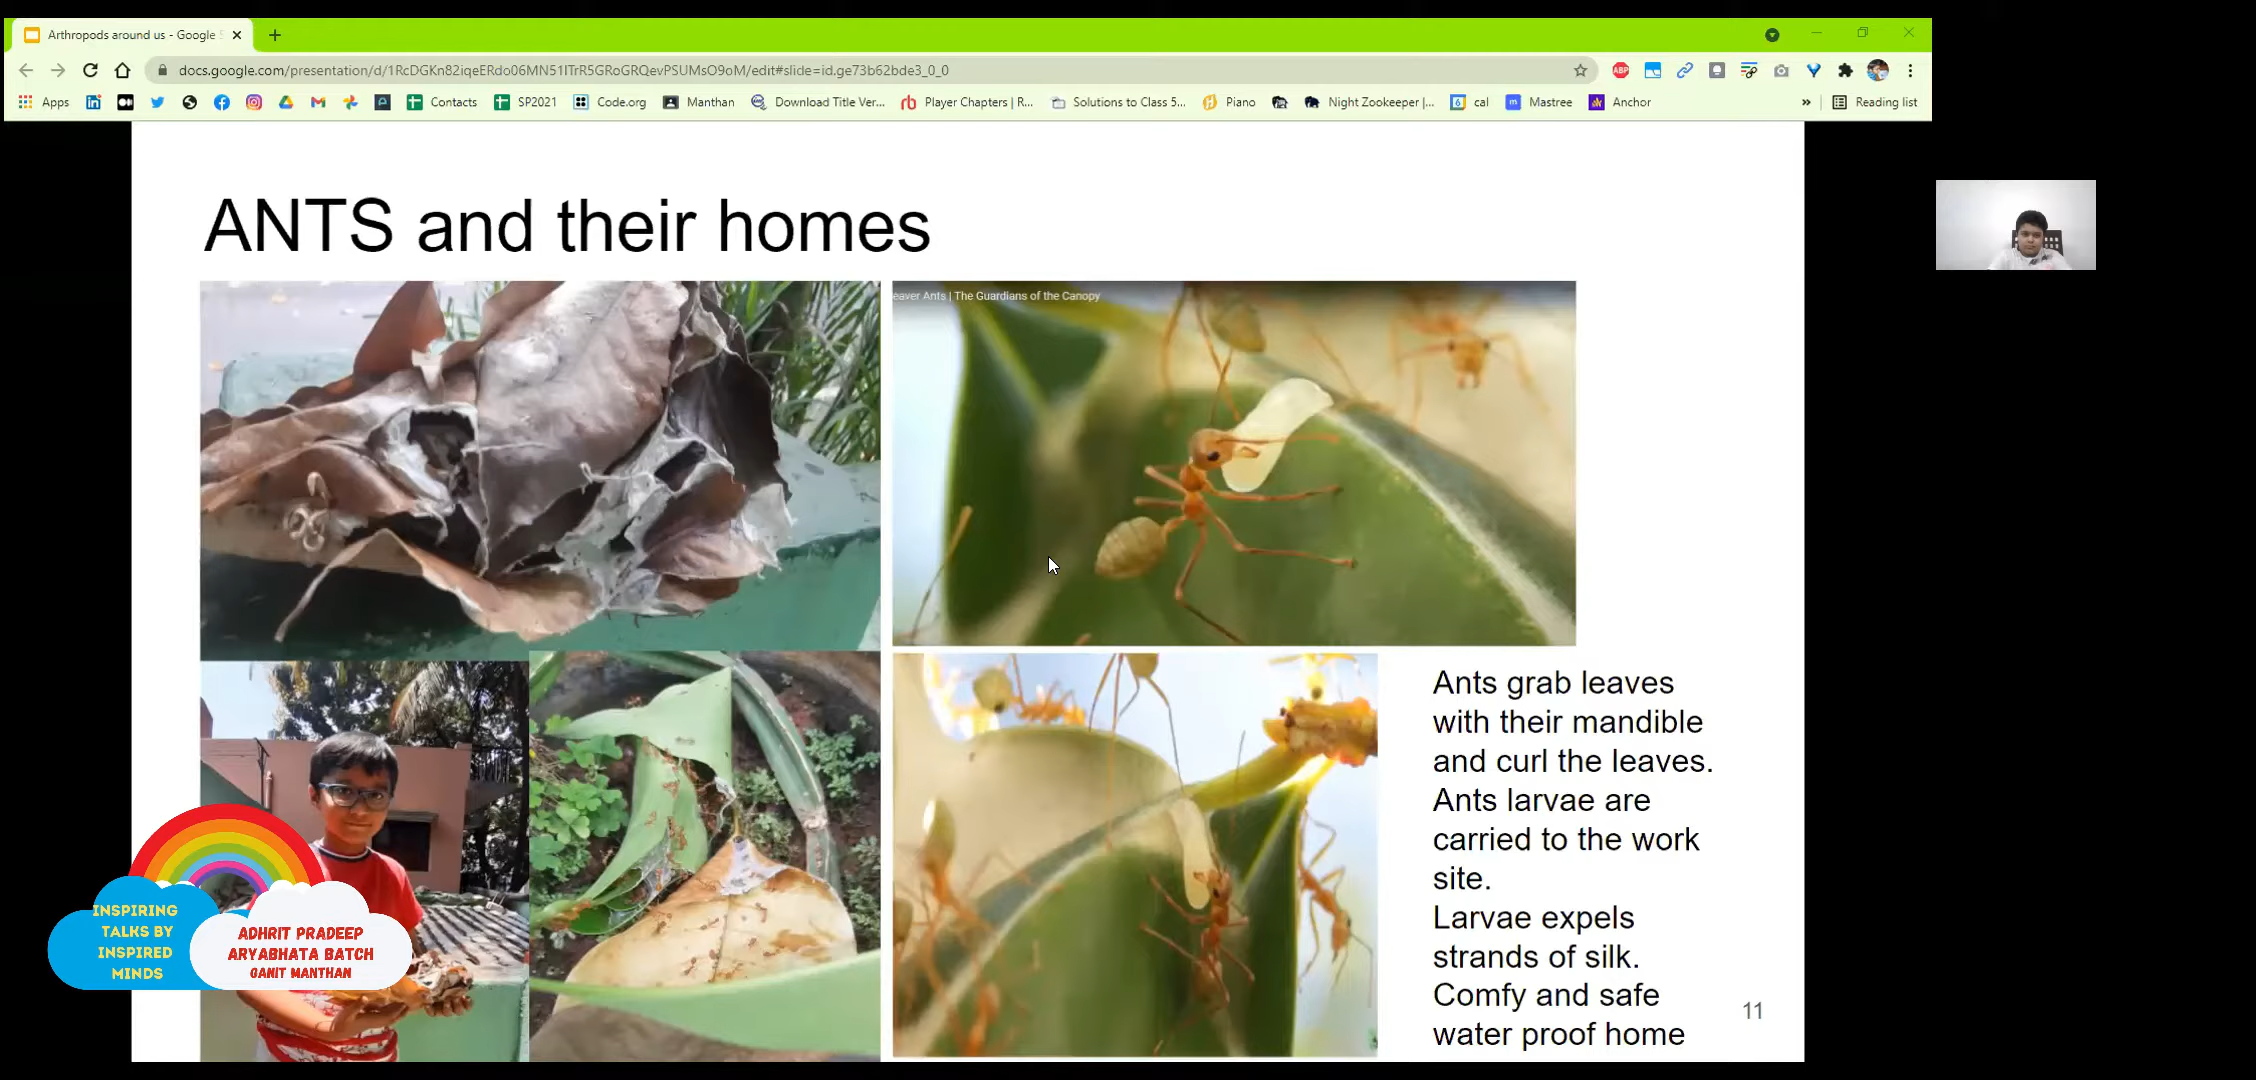 Arthropods around us - Google S
docs.google.com/presentation/d/1RcDGKn82iqeERdo06MN51ITrR5GRoGRQevPSUMsO9oM/edit#slide=id.ge73b62bde3_0_0
ABP
Apps Contacts SP2021 Code.org Manthan Download Title Ver... Player Chapters | R... Solutions to Class 5... Piano Night Zookeeper |... cal Mastree Anchor » Reading list
ANTS and their homes
eaver Ants | The Guardians of the Canopy
Ants grab leaves
with their mandible
and curl the leaves.
Ants larvae are
carried to the work
site.
Larvae expels
strands of silk.
Comfy and safe
water proof home
11
INSPIRING
TALKS BY
INSPIRED
MINDS
ADHRIT PRADEEP
ARYABHATA BATCH
GANIT MANTHAN